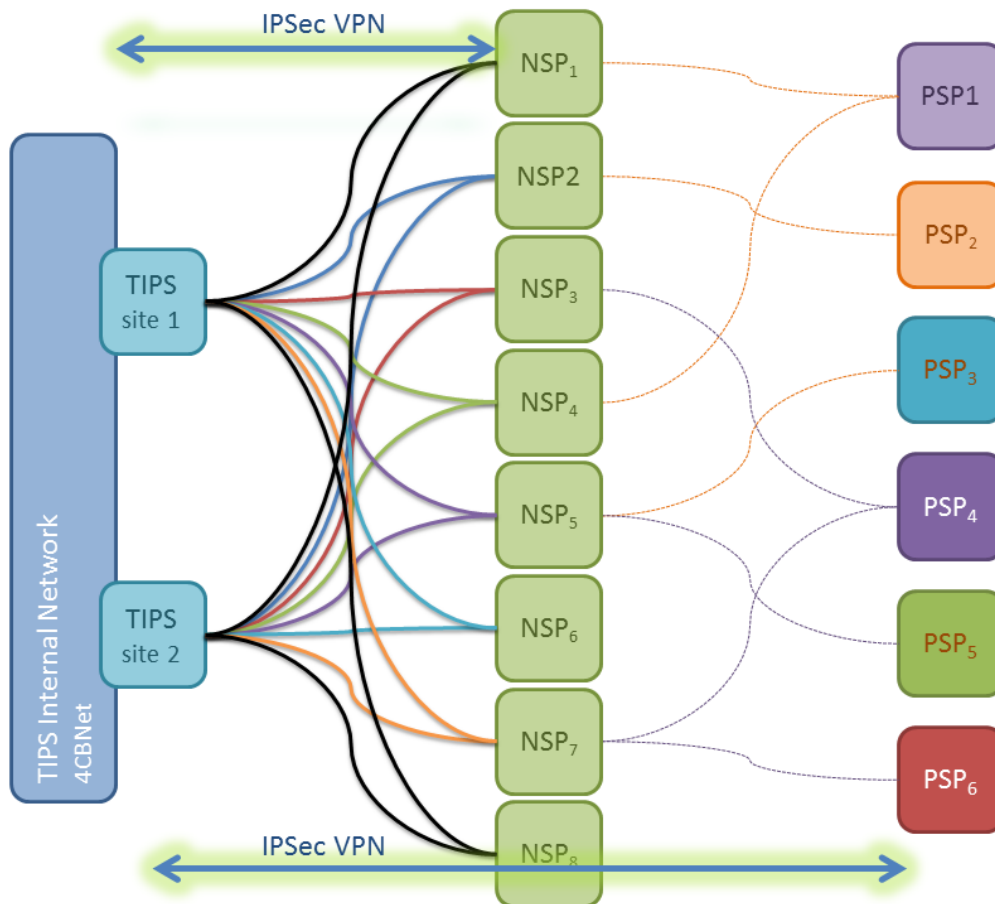 IPSec VPN
NSP₁
PSP1
NSP2
PSP₂
NSP₃
TIPS
site 1
PSP₃
NSP₄
PSP₄
NSP₅
TIPS
site 2
NSP₆
PSP₅
NSP₇
PSP₆
TIPS Internal Network
4CBNet
IPSec VPN
NSP₈